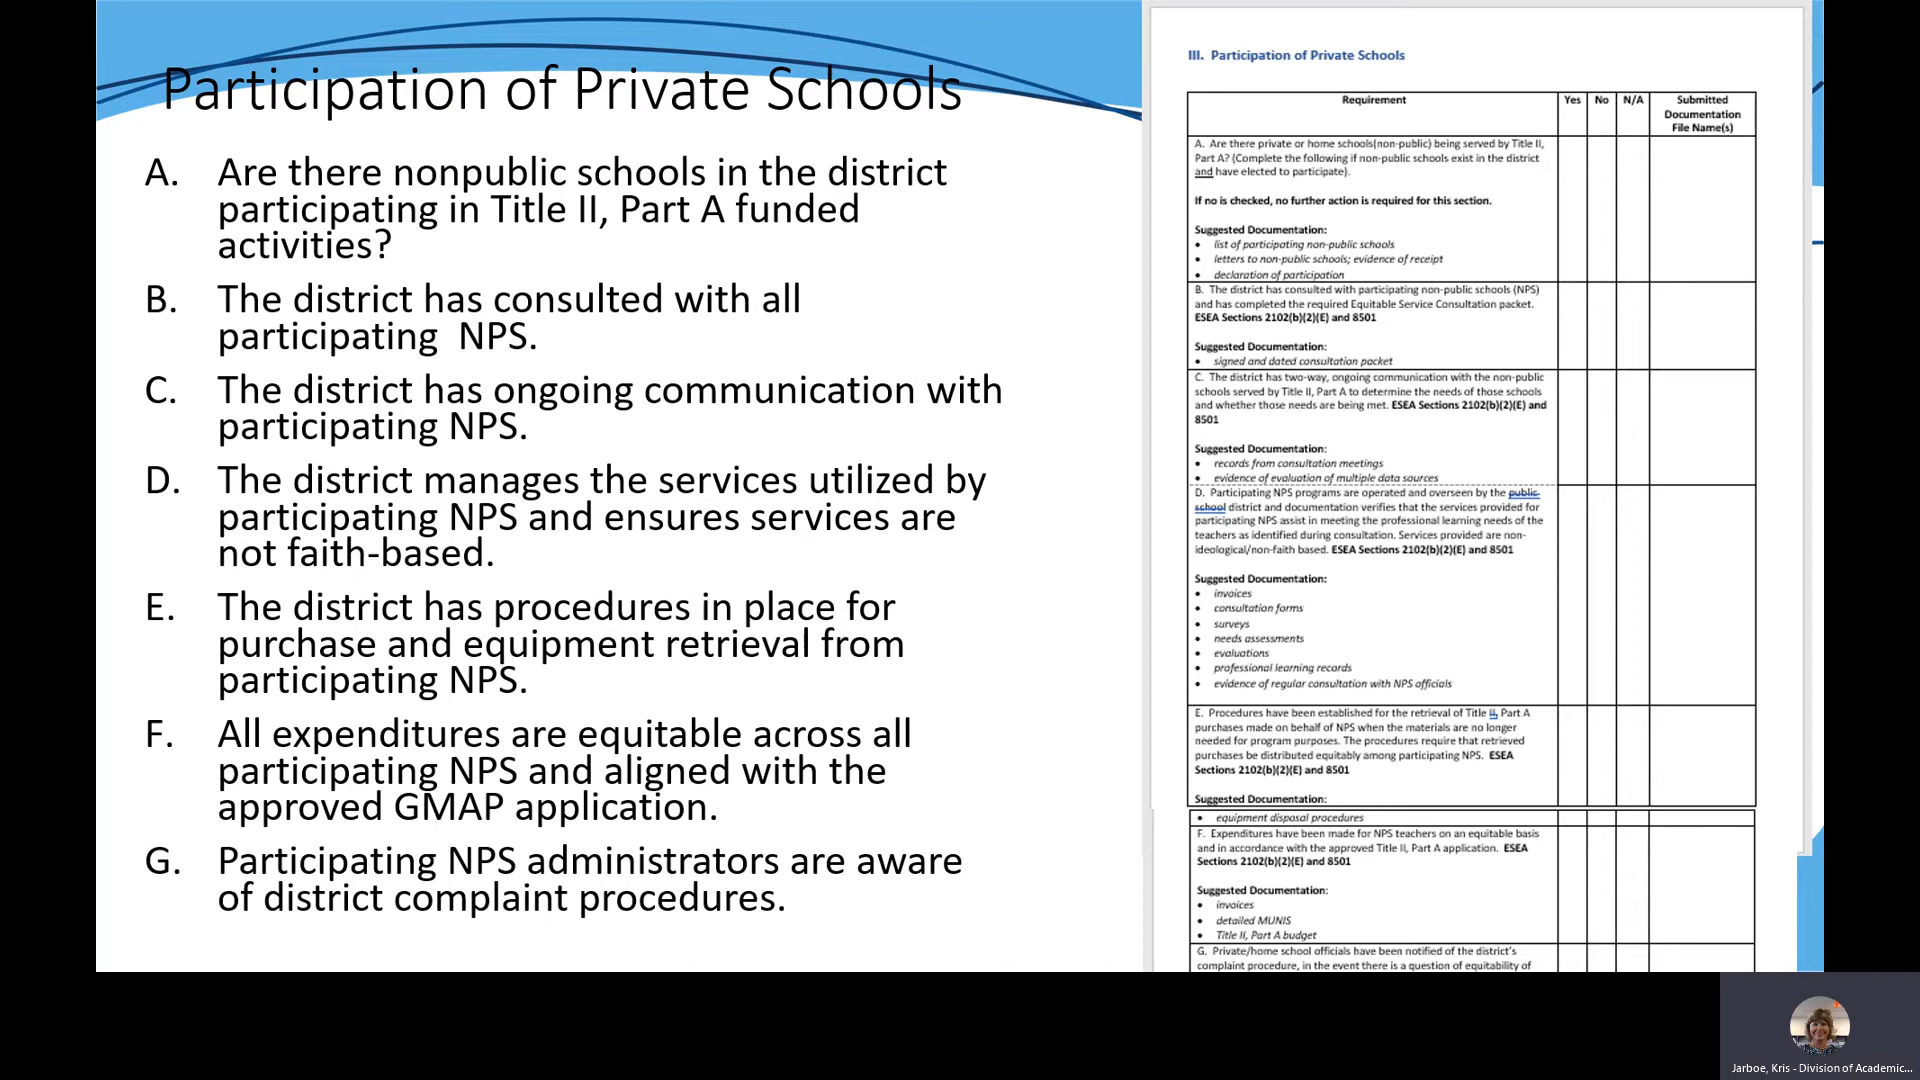 Participation of Private Schools
A. Are there nonpublic schools in the district
participating in Title II, Part A funded
activities?
B. The district has consulted with all
participating  NPS.
C. The district has ongoing communication with
participating NPS.
D. The district manages the services utilized by
participating NPS and ensures services are
not faith-based.
E. The district has procedures in place for
purchase and equipment retrieval from
participating NPS.
F. All expenditures are equitable across all
participating NPS and aligned with the
approved GMAP application.
G. Participating NPS administrators are aware
of district complaint procedures.
III. Participation of Private Schools
Requirement Yes No N/A Submitted
Documentation
File Name(s)
A. Are there private or home schools(non-public) being served by Title II,
Part A? (Complete the following if non-public schools exist in the district
and have elected to participate).
If no is checked, no further action is required for this section.
Suggested Documentation:
• list of participating non-public schools
• letters to non-public schools; evidence of receipt
• declaration of participation
B. The district has consulted with participating non-public schools (NPS)
and has completed the required Equitable Service Consultation packet.
ESEA Sections 2102(b)(2)(E) and 8501
Suggested Documentation:
• signed and dated consultation packet
C. The district has two-way, ongoing communication with the non-public
schools served by Title II, Part A to determine the needs of those schools
and whether those needs are being met. ESEA Sections 2102(b)(2)(E) and
8501
Suggested Documentation:
• records from consultation meetings
• evidence of evaluation of multiple data sources
D. Participating NPS programs are operated and overseen by the public
school district and documentation verifies that the services provided for
participating NPS assist in meeting the professional learning needs of the
teachers as identified during consultation. Services provided are non-
ideological/non-faith based. ESEA Sections 2102(b)(2)(E) and 8501
Suggested Documentation:
• invoices
• consultation forms
• surveys
• needs assessments
• evaluations
• professional learning records
• evidence of regular consultation with NPS officials
E. Procedures have been established for the retrieval of Title II, Part A
purchases made on behalf of NPS when the materials are no longer
needed for program purposes. The procedures require that retrieved
purchases be distributed equitably among participating NPS. ESEA
Sections 2102(b)(2)(E) and 8501
Suggested Documentation:
• equipment disposal procedures
F. Expenditures have been made for NPS teachers on an equitable basis
and in accordance with the approved Title II, Part A application. ESEA
Sections 2102(b)(2)(E) and 8501
Suggested Documentation:
• invoices
• detailed MUNIS
• Title II, Part A budget
G. Private/home school officials have been notified of the district's
complaint procedure, in the event there is a question of equitability of
Jarboe, Kris - Division of Academic...